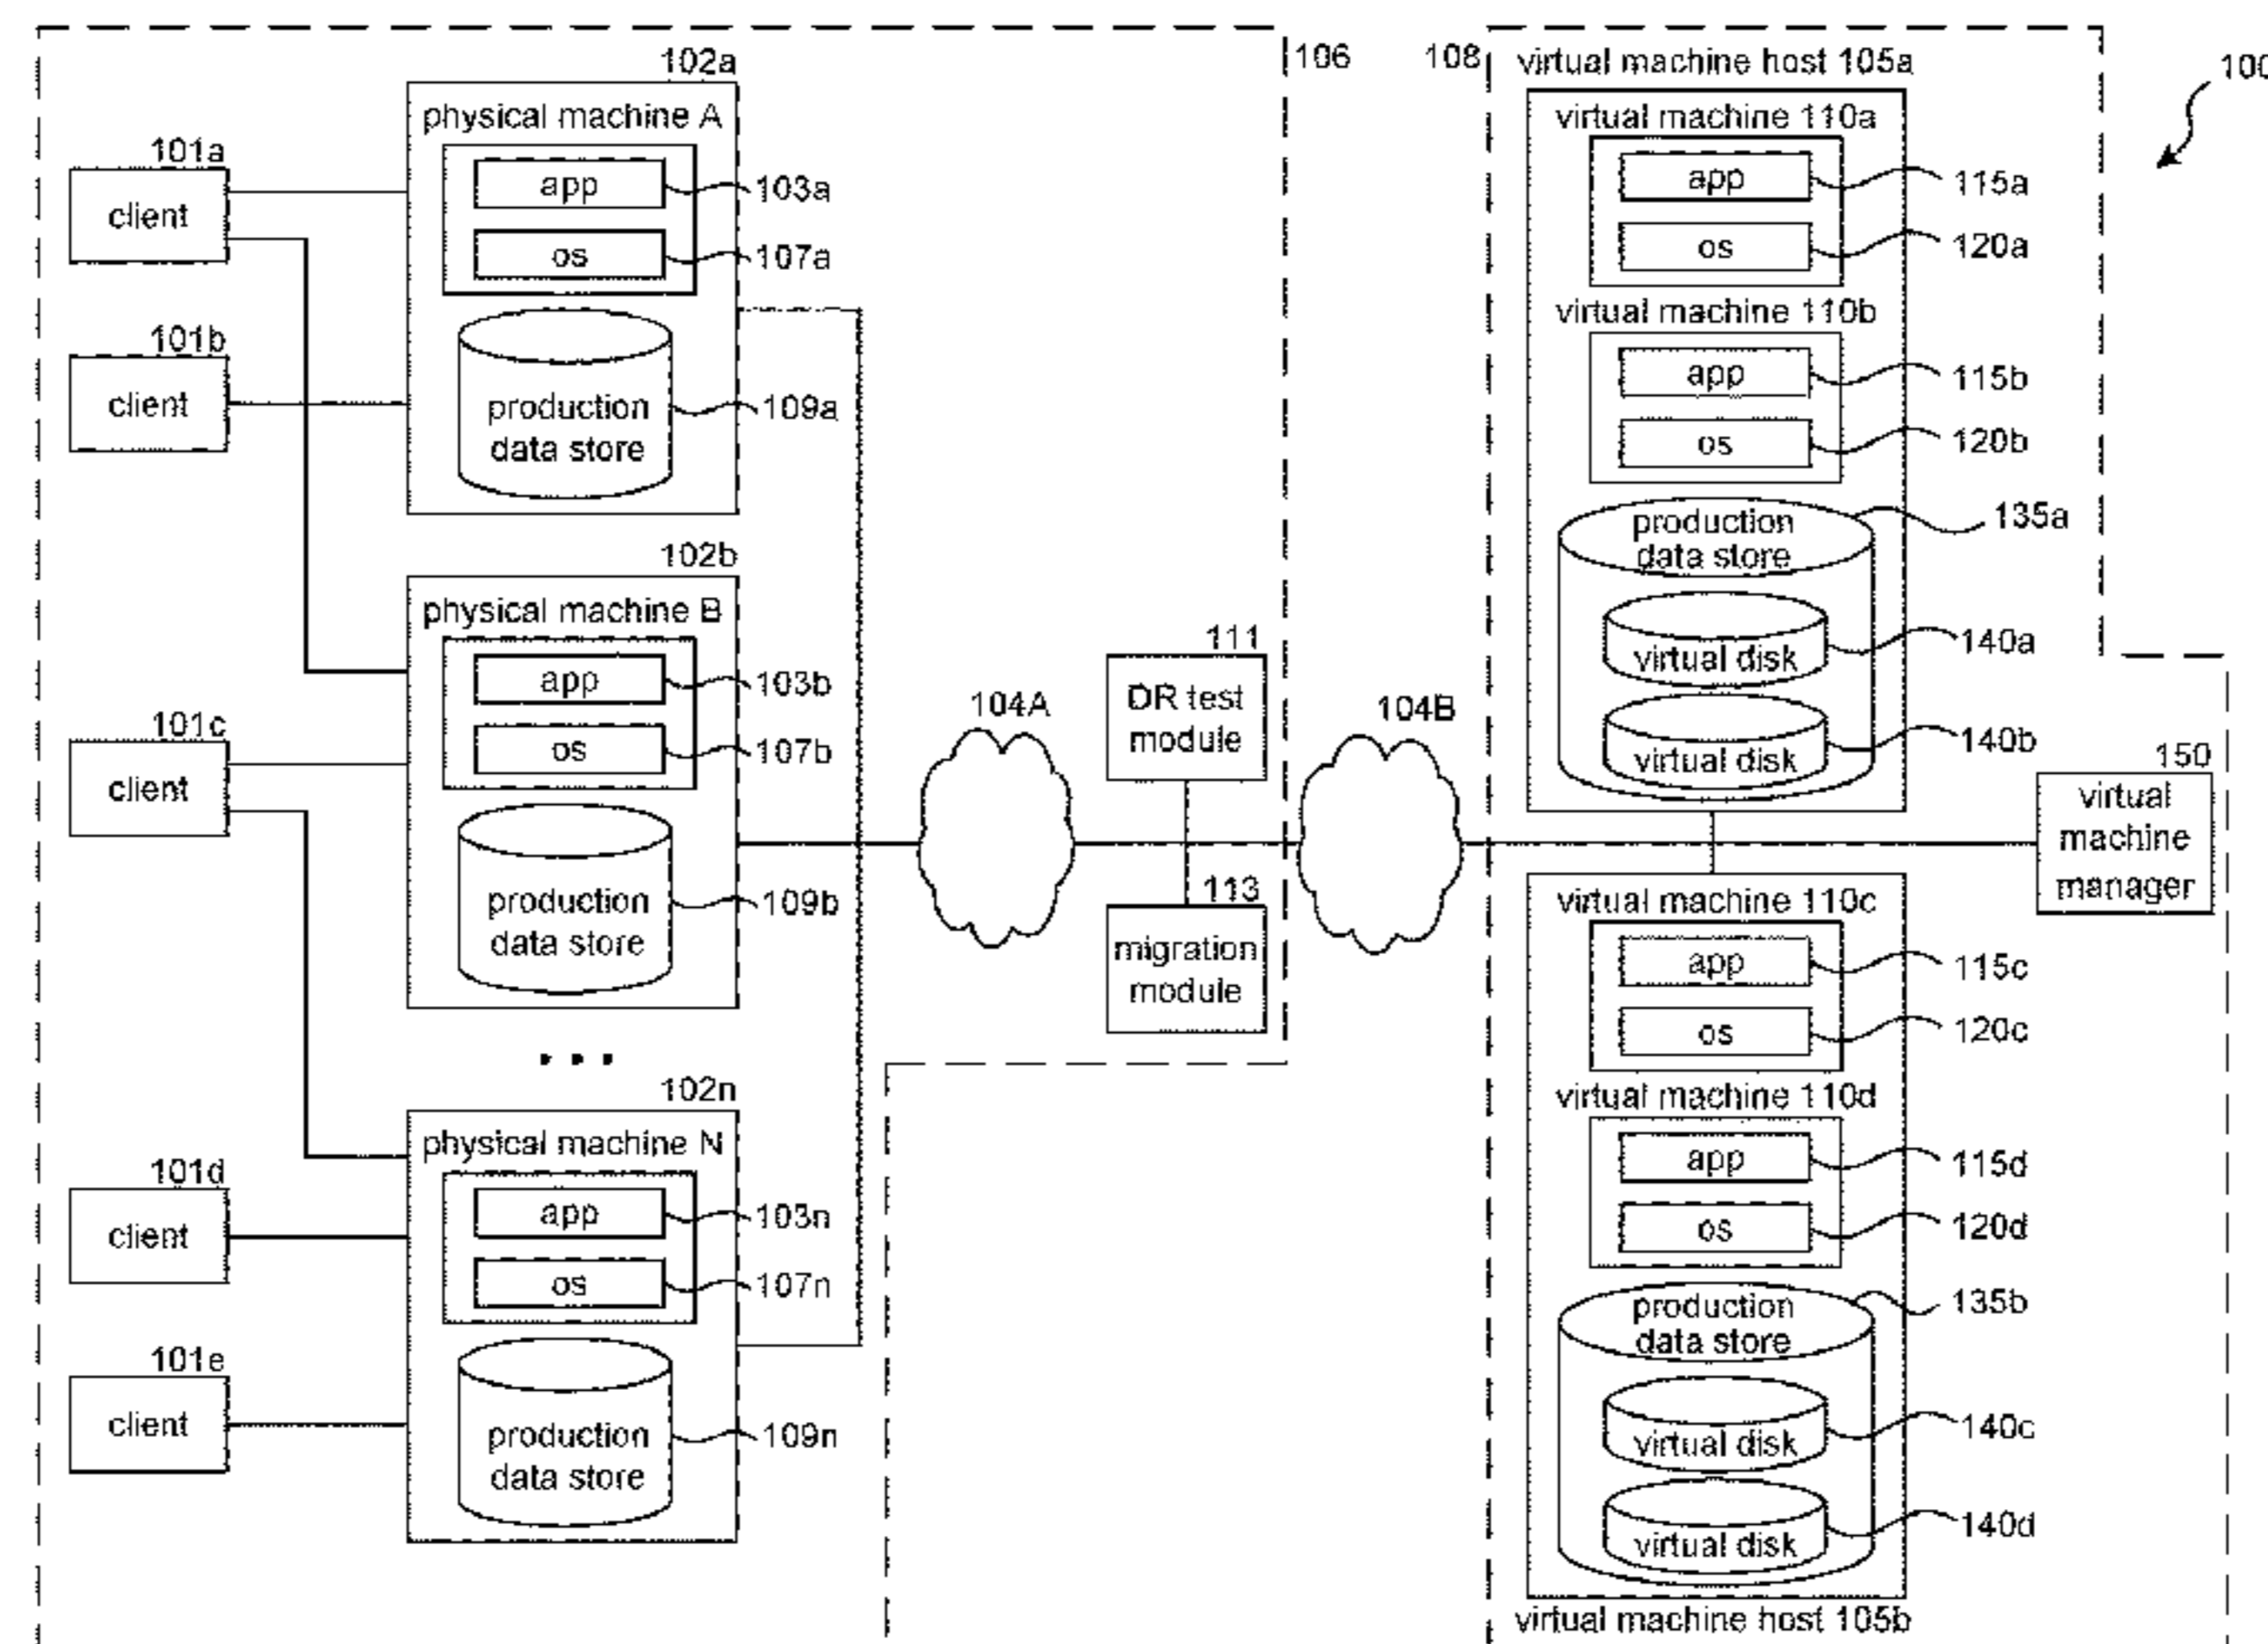 102a
physical machine A
app
103a
os
107a
production
data store
109a
101a
client
101b
client
102b
physical machine B
app
103b
os
107b
production
data store
109b
101c
client
...
102n
physical machine N
app
103n
os
107n
production
data store
109n
101d
client
101e
client
104A
111
DR test
module
113
migration
module
106
104B
108
virtual machine host 105a
virtual machine 110a
app
115a
os
120a
virtual machine 110b
app
115b
os
120b
production
data store
135a
virtual disk
140a
virtual disk
140b
150
virtual
machine
manager
virtual machine 110c
app
115c
os
120c
virtual machine 110d
app
115d
os
120d
production
data store
135b
virtual disk
140c
virtual disk
140d
virtual machine host 105b
100